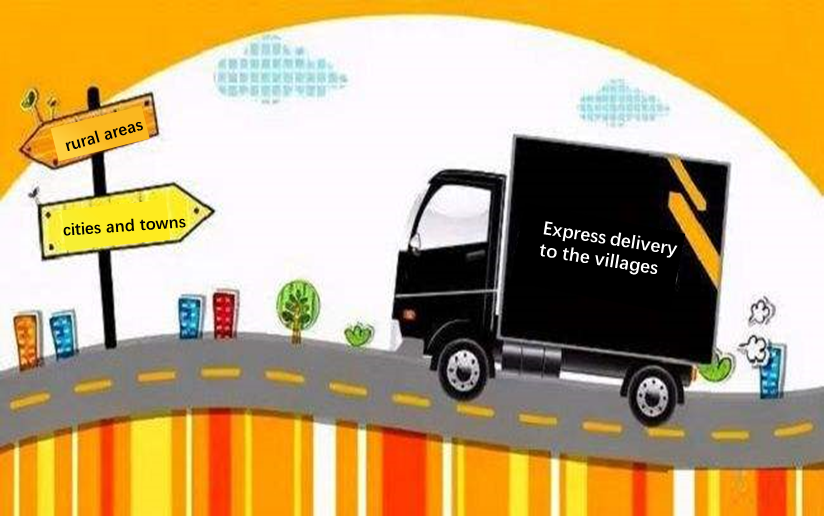 rural areas
cities and towns
Express delivery
to the villages